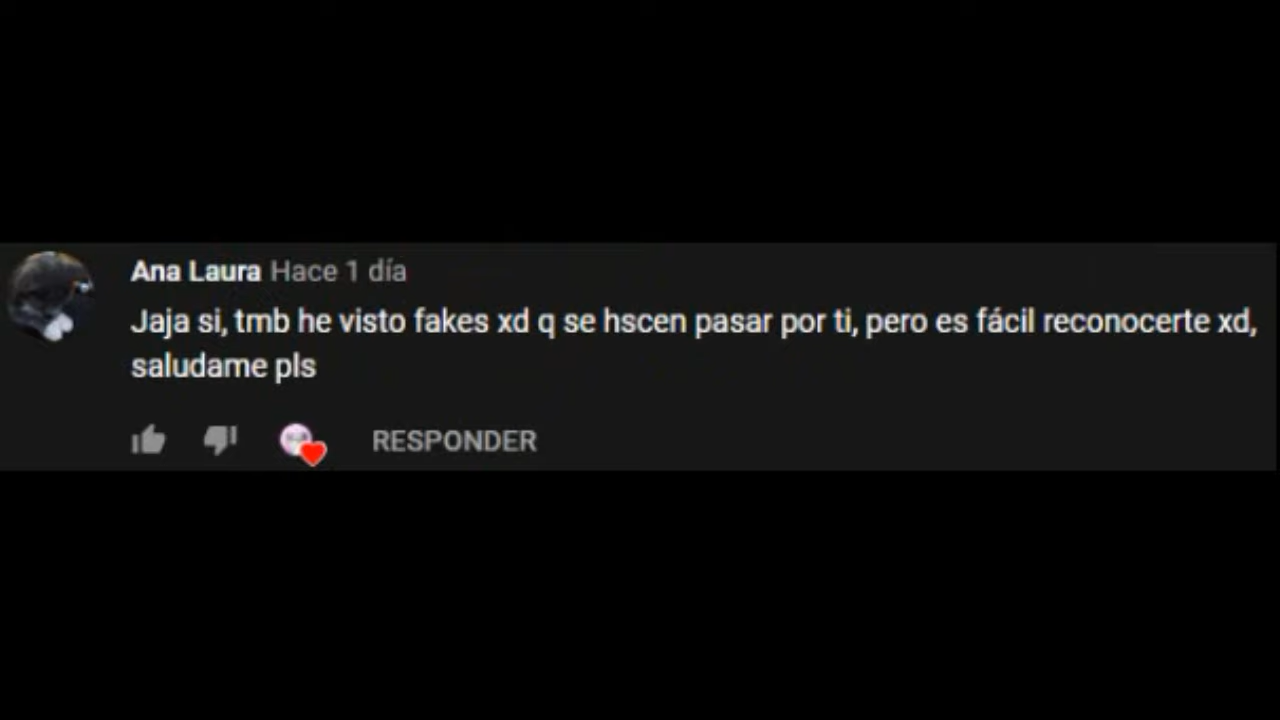 Ana Laura Hace 1 día
Jaja si, tmb he visto fakes xd q se hscen pasar por ti, pero es fácil reconocerte xd,
saludame pls
RESPONDER